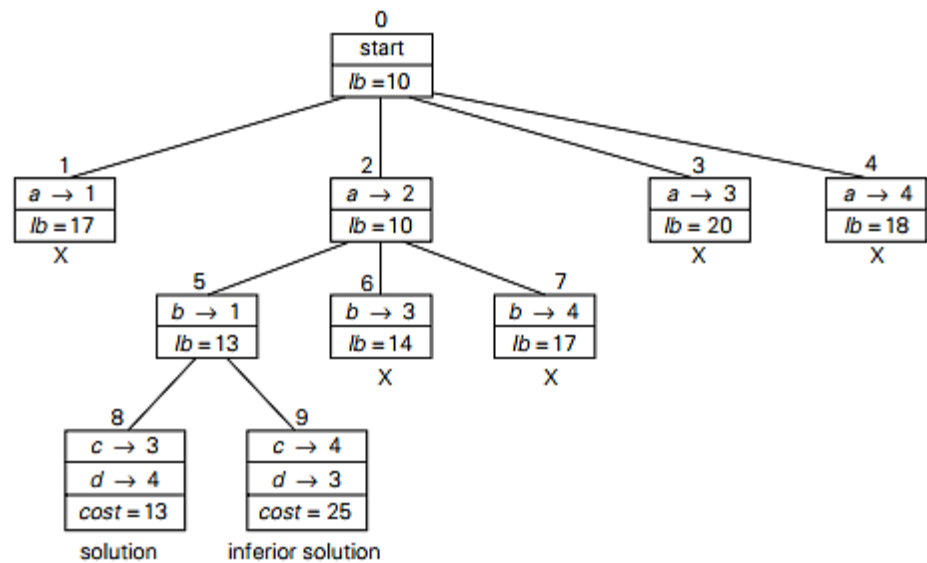 0
start
lb = 10
1
2
3
4
a → 1
a → 2
a → 3
a → 4
lb = 17
lb = 10
lb = 20
lb = 18
X
X
X
5
6
7
b → 1
b → 3
b → 4
lb = 13
lb = 14
lb = 17
X
X
8
9
c → 3
c → 4
d → 4
d → 3
cost = 13
cost = 25
solution
inferior solution